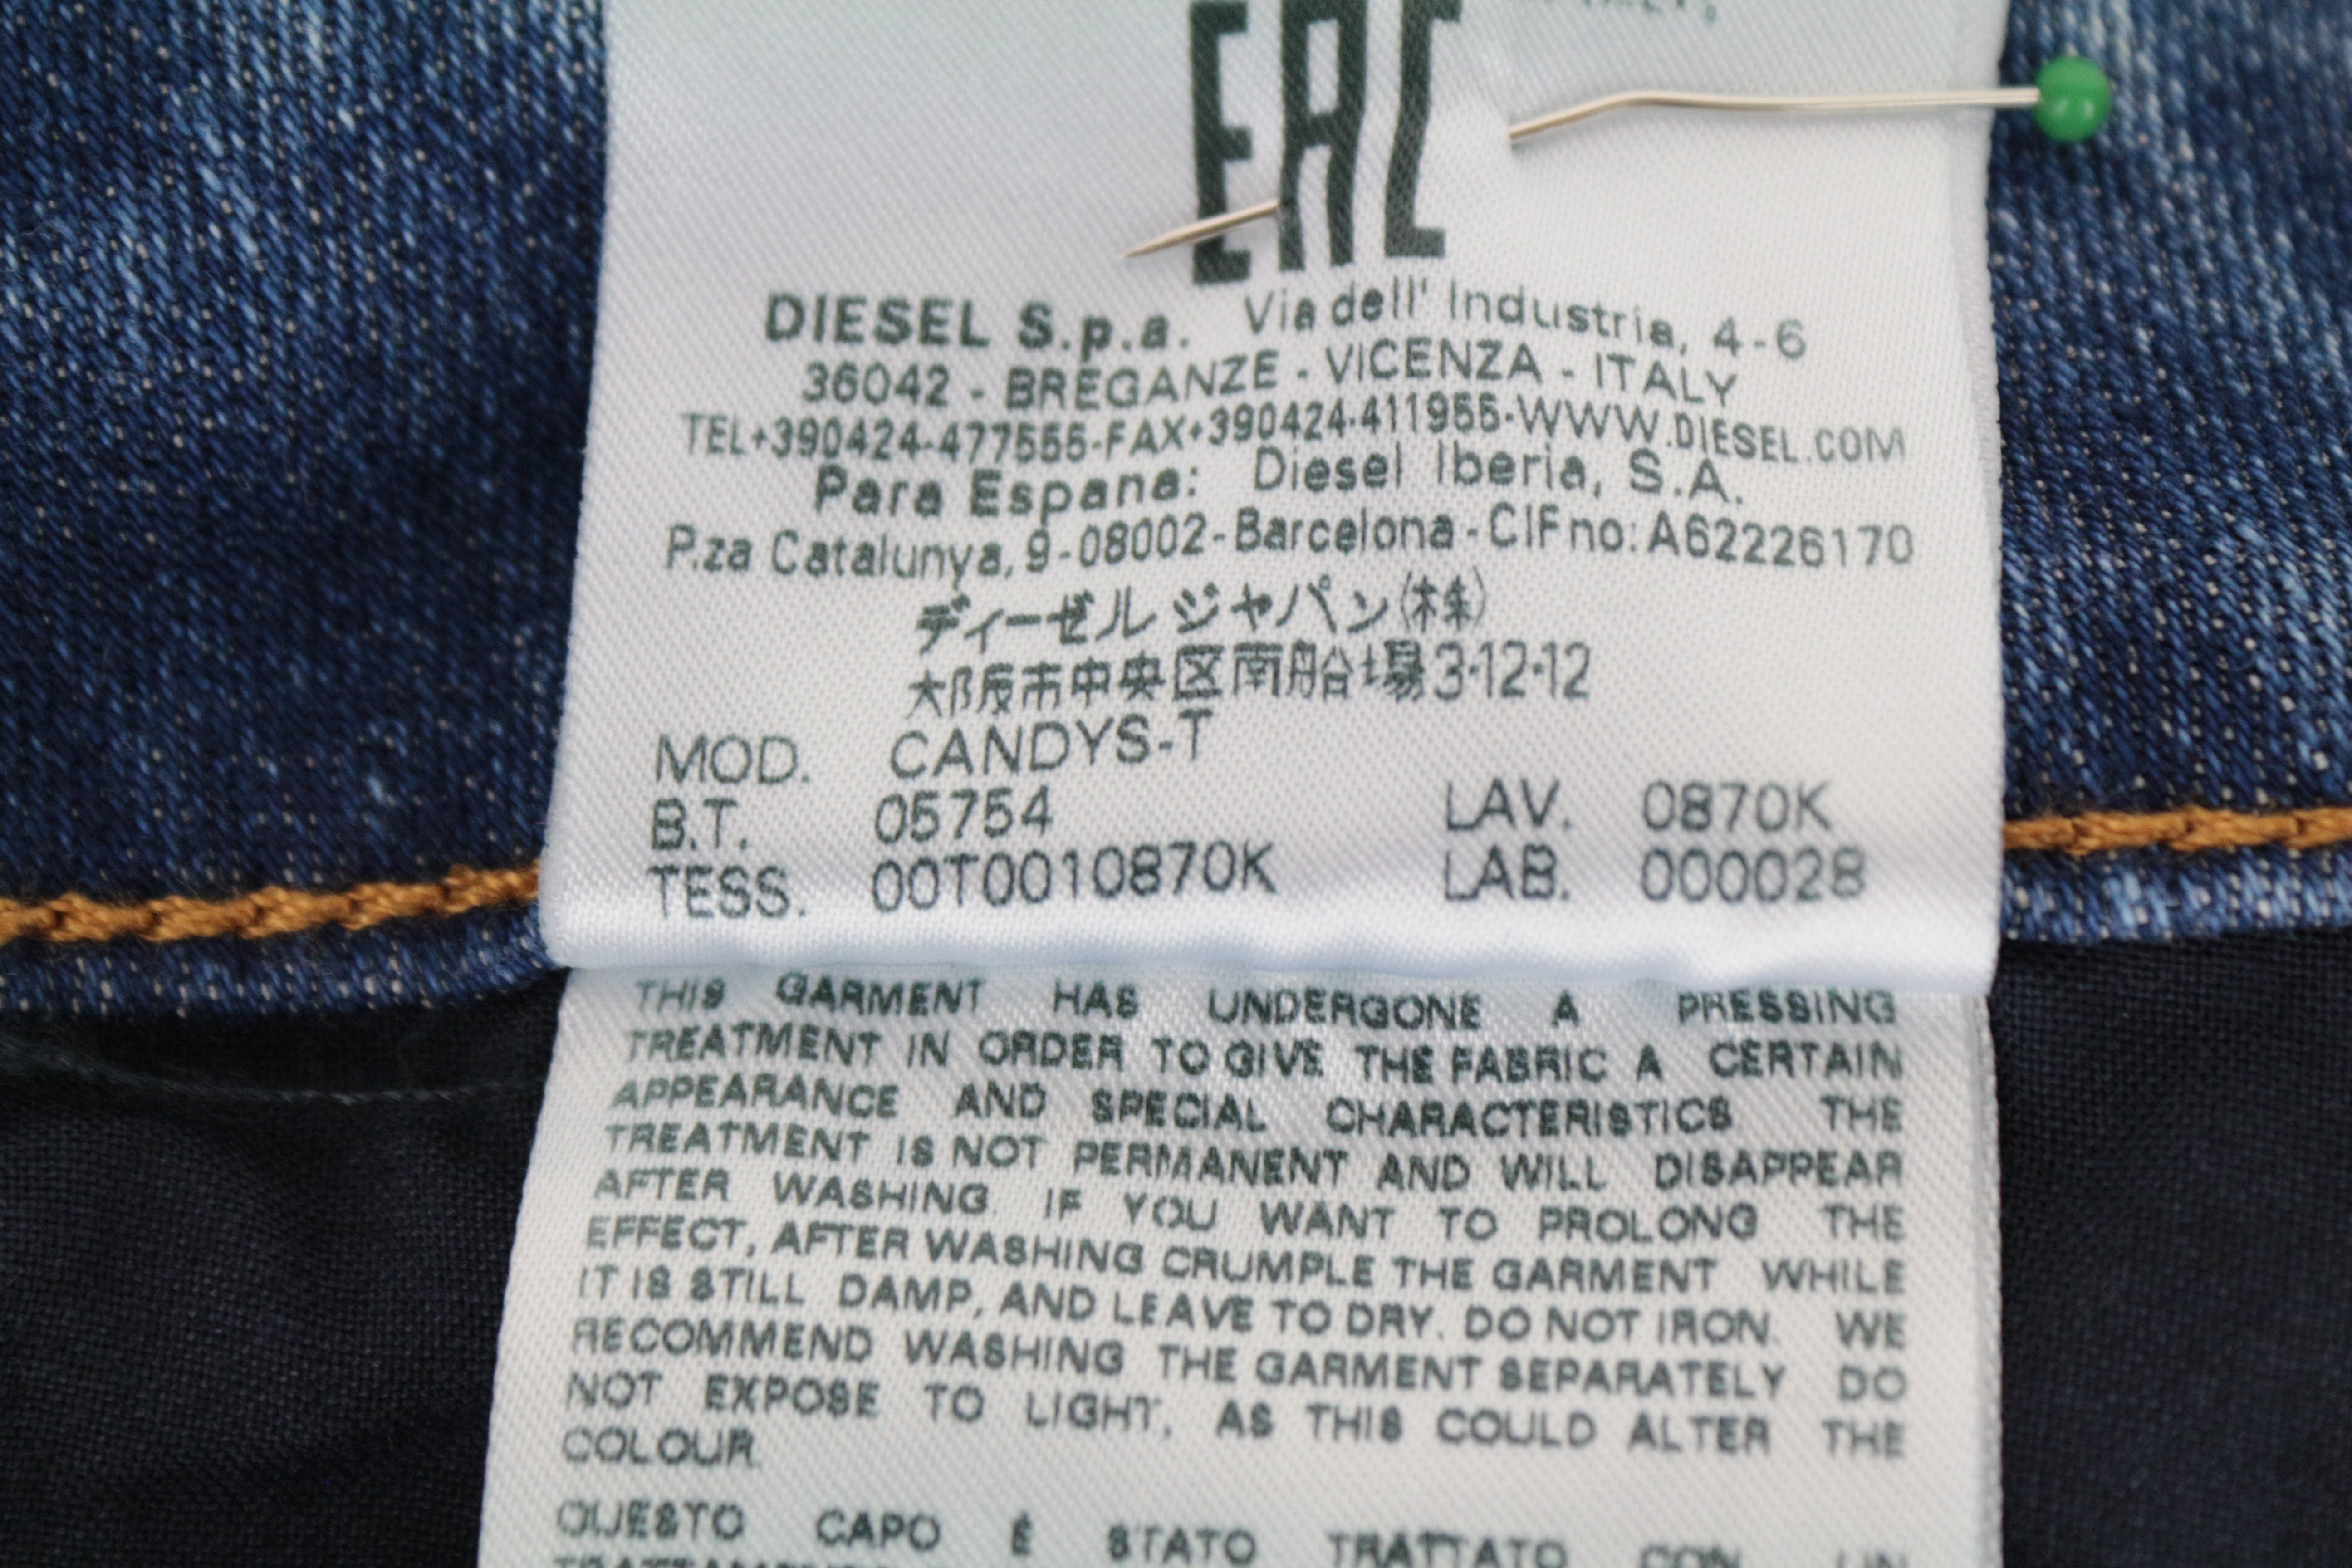 EAC
DIESEL S.p.a. Via dell' Industria, 4-6
36042 - BREGANZE - VICENZA - ITALY
TEL+390424-477555-FAX+390424-411955-WWW.DIESEL.COM
Para Espana: Diesel Iberia, S.A.
P.za Catalunya, 9-08002-Barcelona-CIF no: A62226170
ディーゼル ジャパン(株)
大阪市中央区南船場3-12-12
MOD. CANDYS-T
B.T. 05754 LAV. 0870K
TESS. 00T0010870K LAB. 000028
THIS GARMENT HAS UNDERGONE A PRESSING
TREATMENT IN ORDER TO GIVE THE FABRIC A CERTAIN
APPEARANCE AND SPECIAL CHARACTERISTICS THE
TREATMENT IS NOT PERMANENT AND WILL DISAPPEAR
AFTER WASHING. IF YOU WANT TO PROLONG THE
EFFECT, AFTER WASHING CRUMPLE THE GARMENT WHILE
IT IS STILL DAMP, AND LEAVE TO DRY. DO NOT IRON. WE
RECOMMEND WASHING THE GARMENT SEPARATELY DO
NOT EXPOSE TO LIGHT, AS THIS COULD ALTER THE
COLOUR.
QUESTO CAPO É STATO TRATTATO CON UN